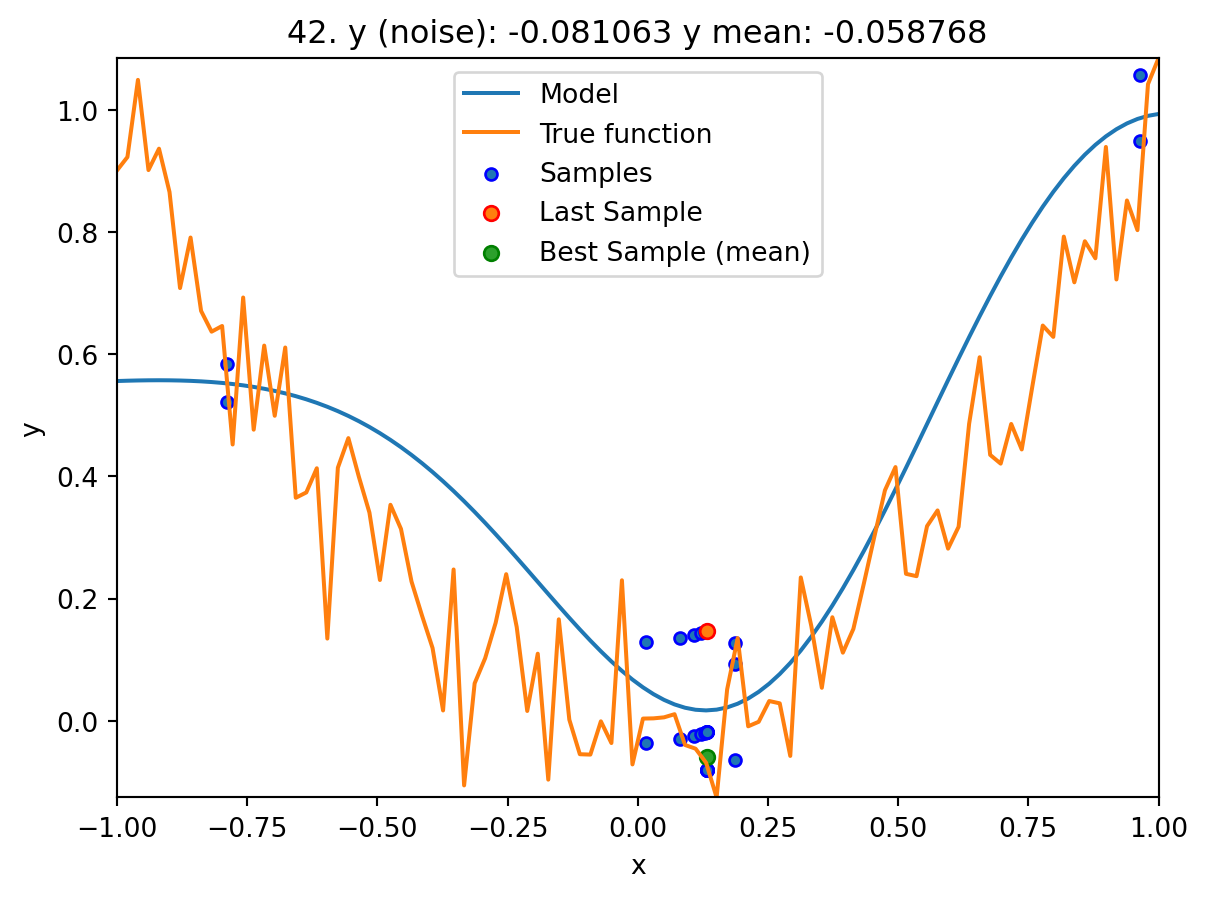 42. y (noise): -0.081063 y mean: -0.058768
Model
True function
Samples
Last Sample
Best Sample (mean)
1.0
0.8
0.6
0.4
0.2
0.0
y
−1.00 −0.75 −0.50 −0.25 0.00 0.25 0.50 0.75 1.00
x